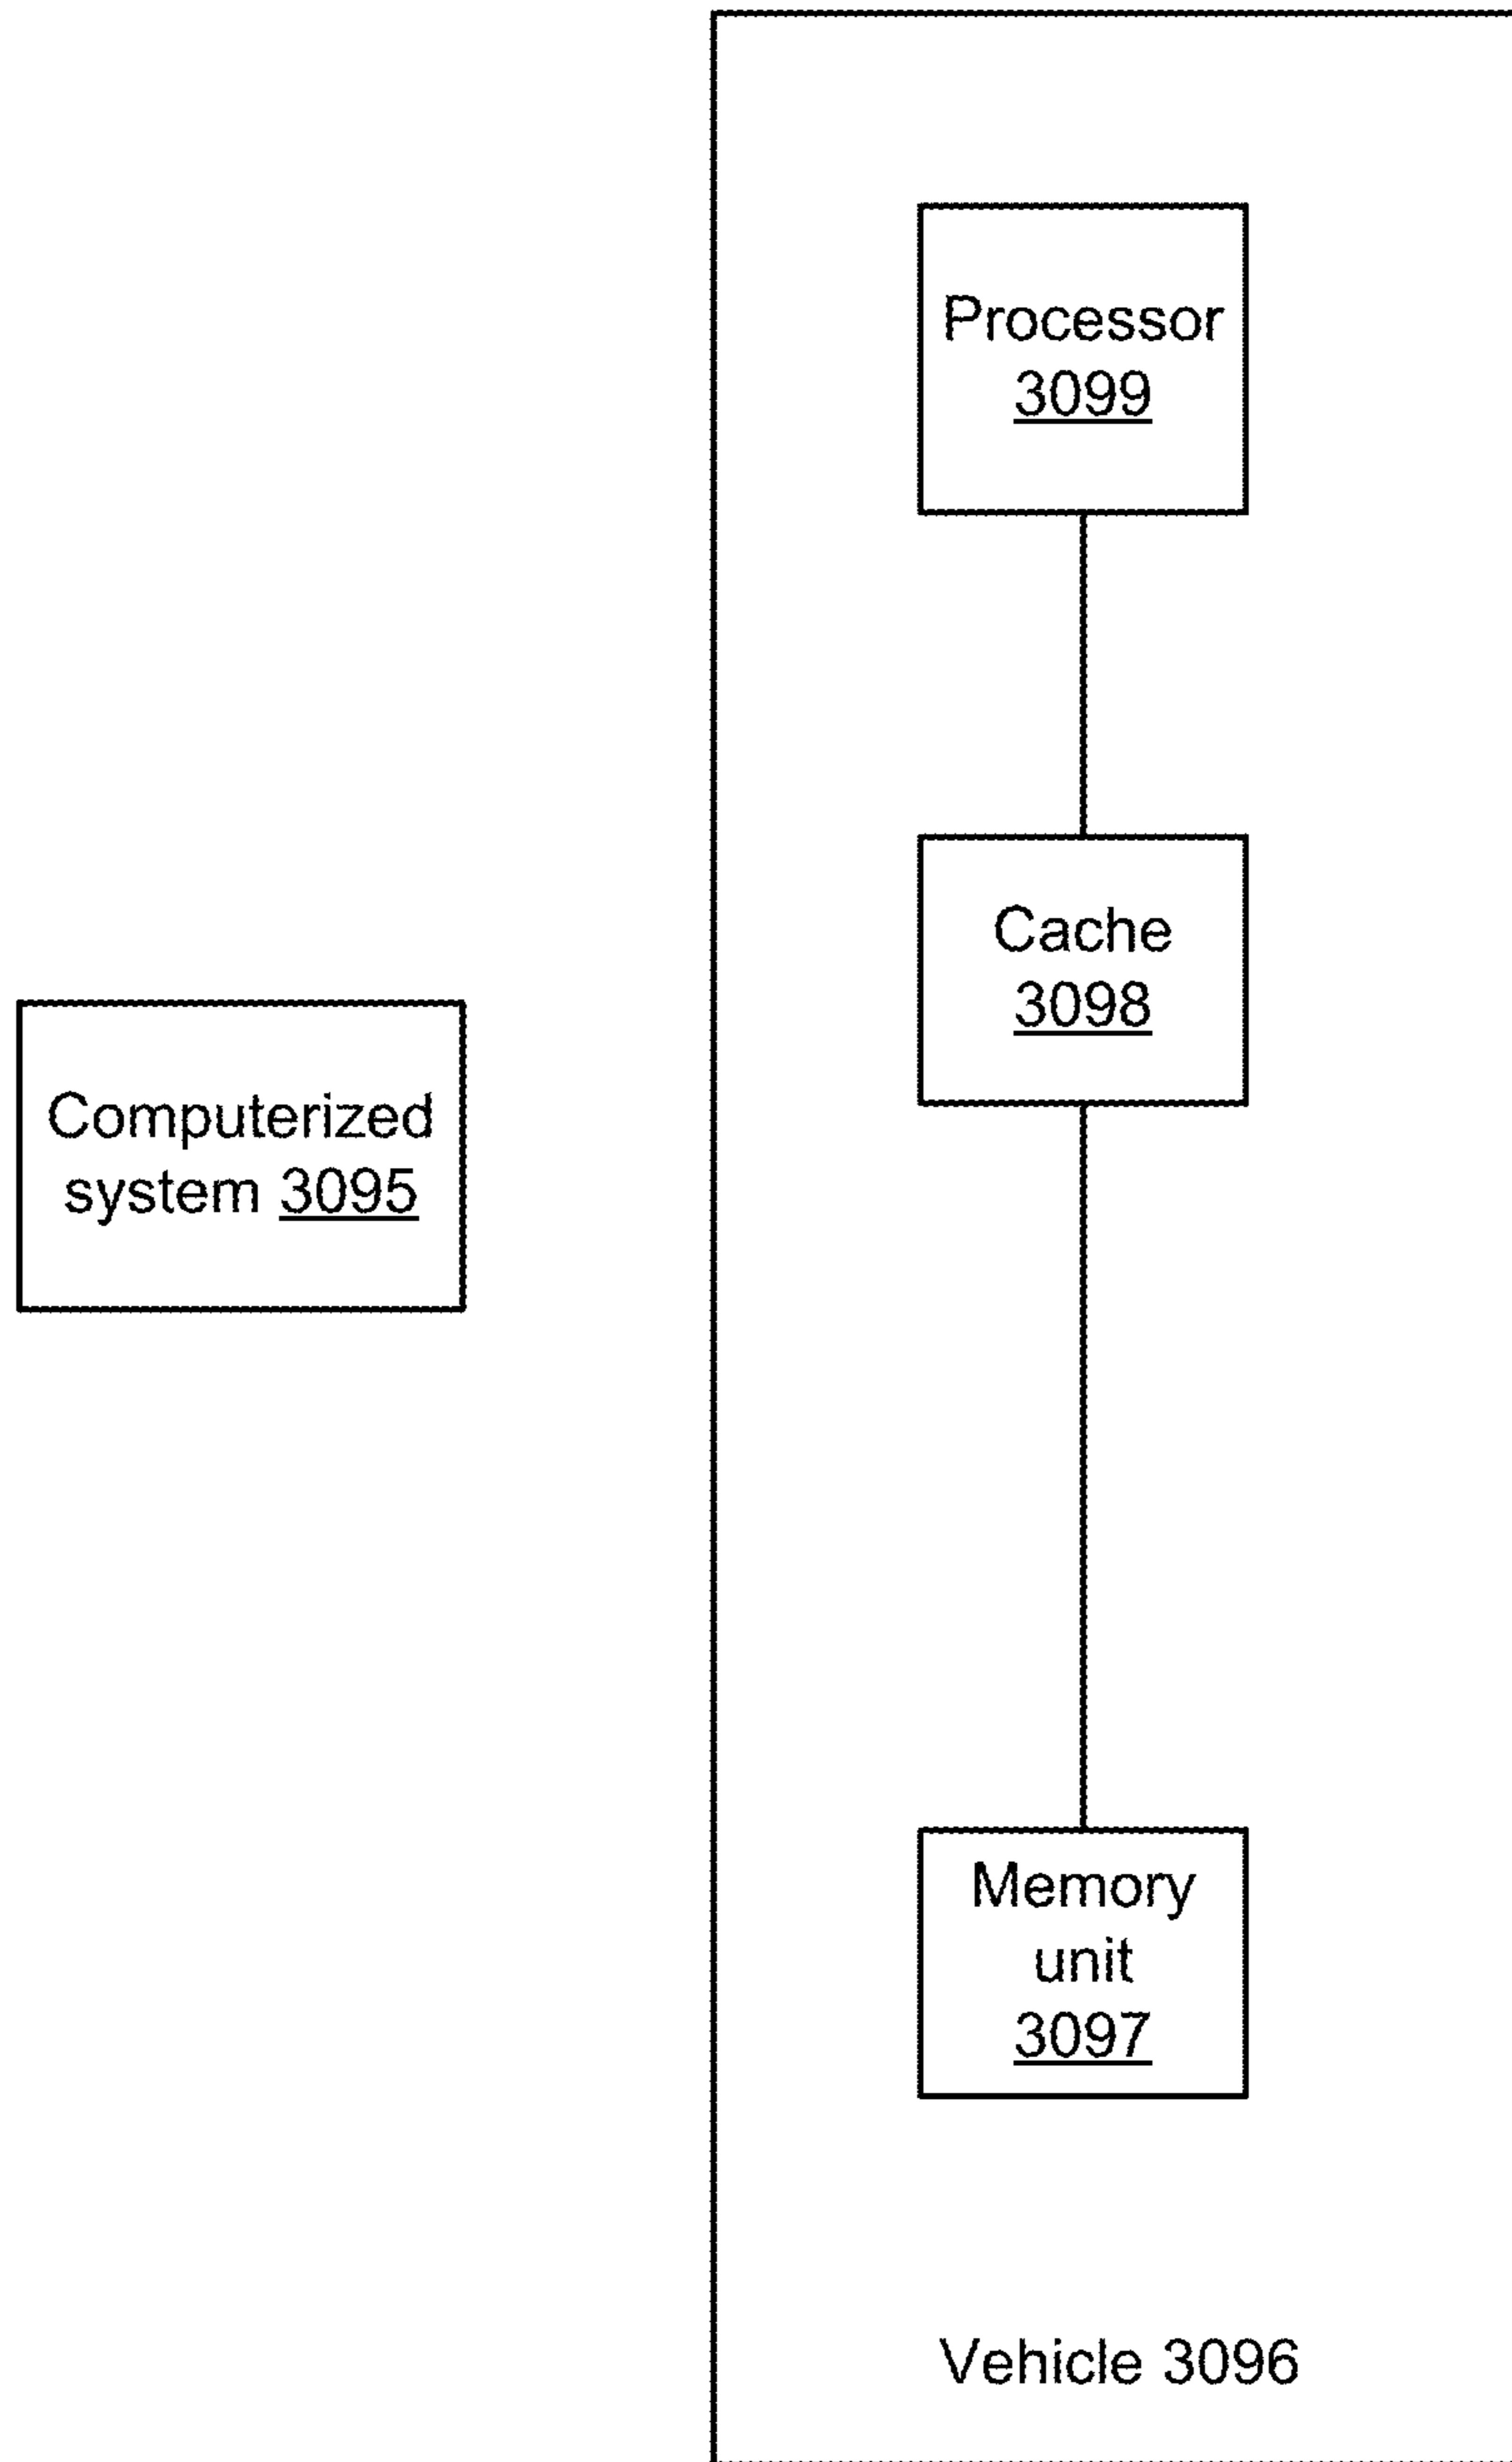 Processor
3099
Cache
3098
Computerized
system 3095
Memory
unit
3097
Vehicle 3096